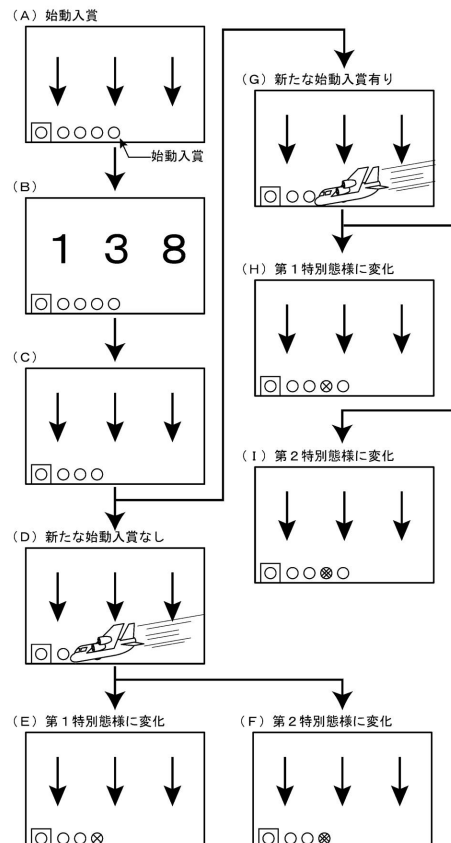 (A) 始動入賞
始動入賞
(B)
1 3 8
(C)
(D) 新たな始動入賞なし
(E) 第1特別態様に変化
(F) 第2特別態様に変化
(G) 新たな始動入賞有り
(H) 第1特別態様に変化
(I) 第2特別態様に変化